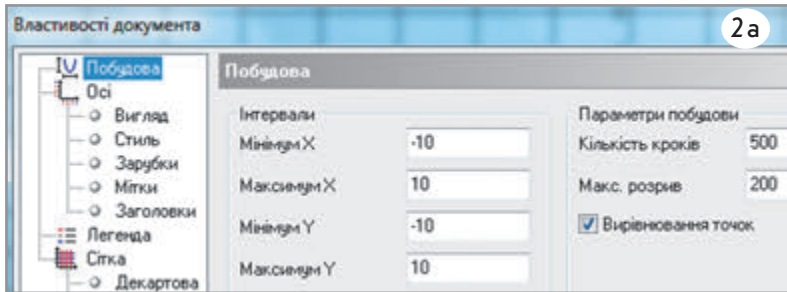 Властивості документа
2а
Побудова
Осі
Вигляд
Стиль
Зарубки
Мітки
Заголовки
Легенда
Сітка
Декартова
Побудова
Інтервали
Мінімум X -10
Максимум X 10
Мінімум Y -10
Максимум Y 10
Параметри побудови
Кількість кроків 500
Макс. розрив 200
Вирівнювання точок